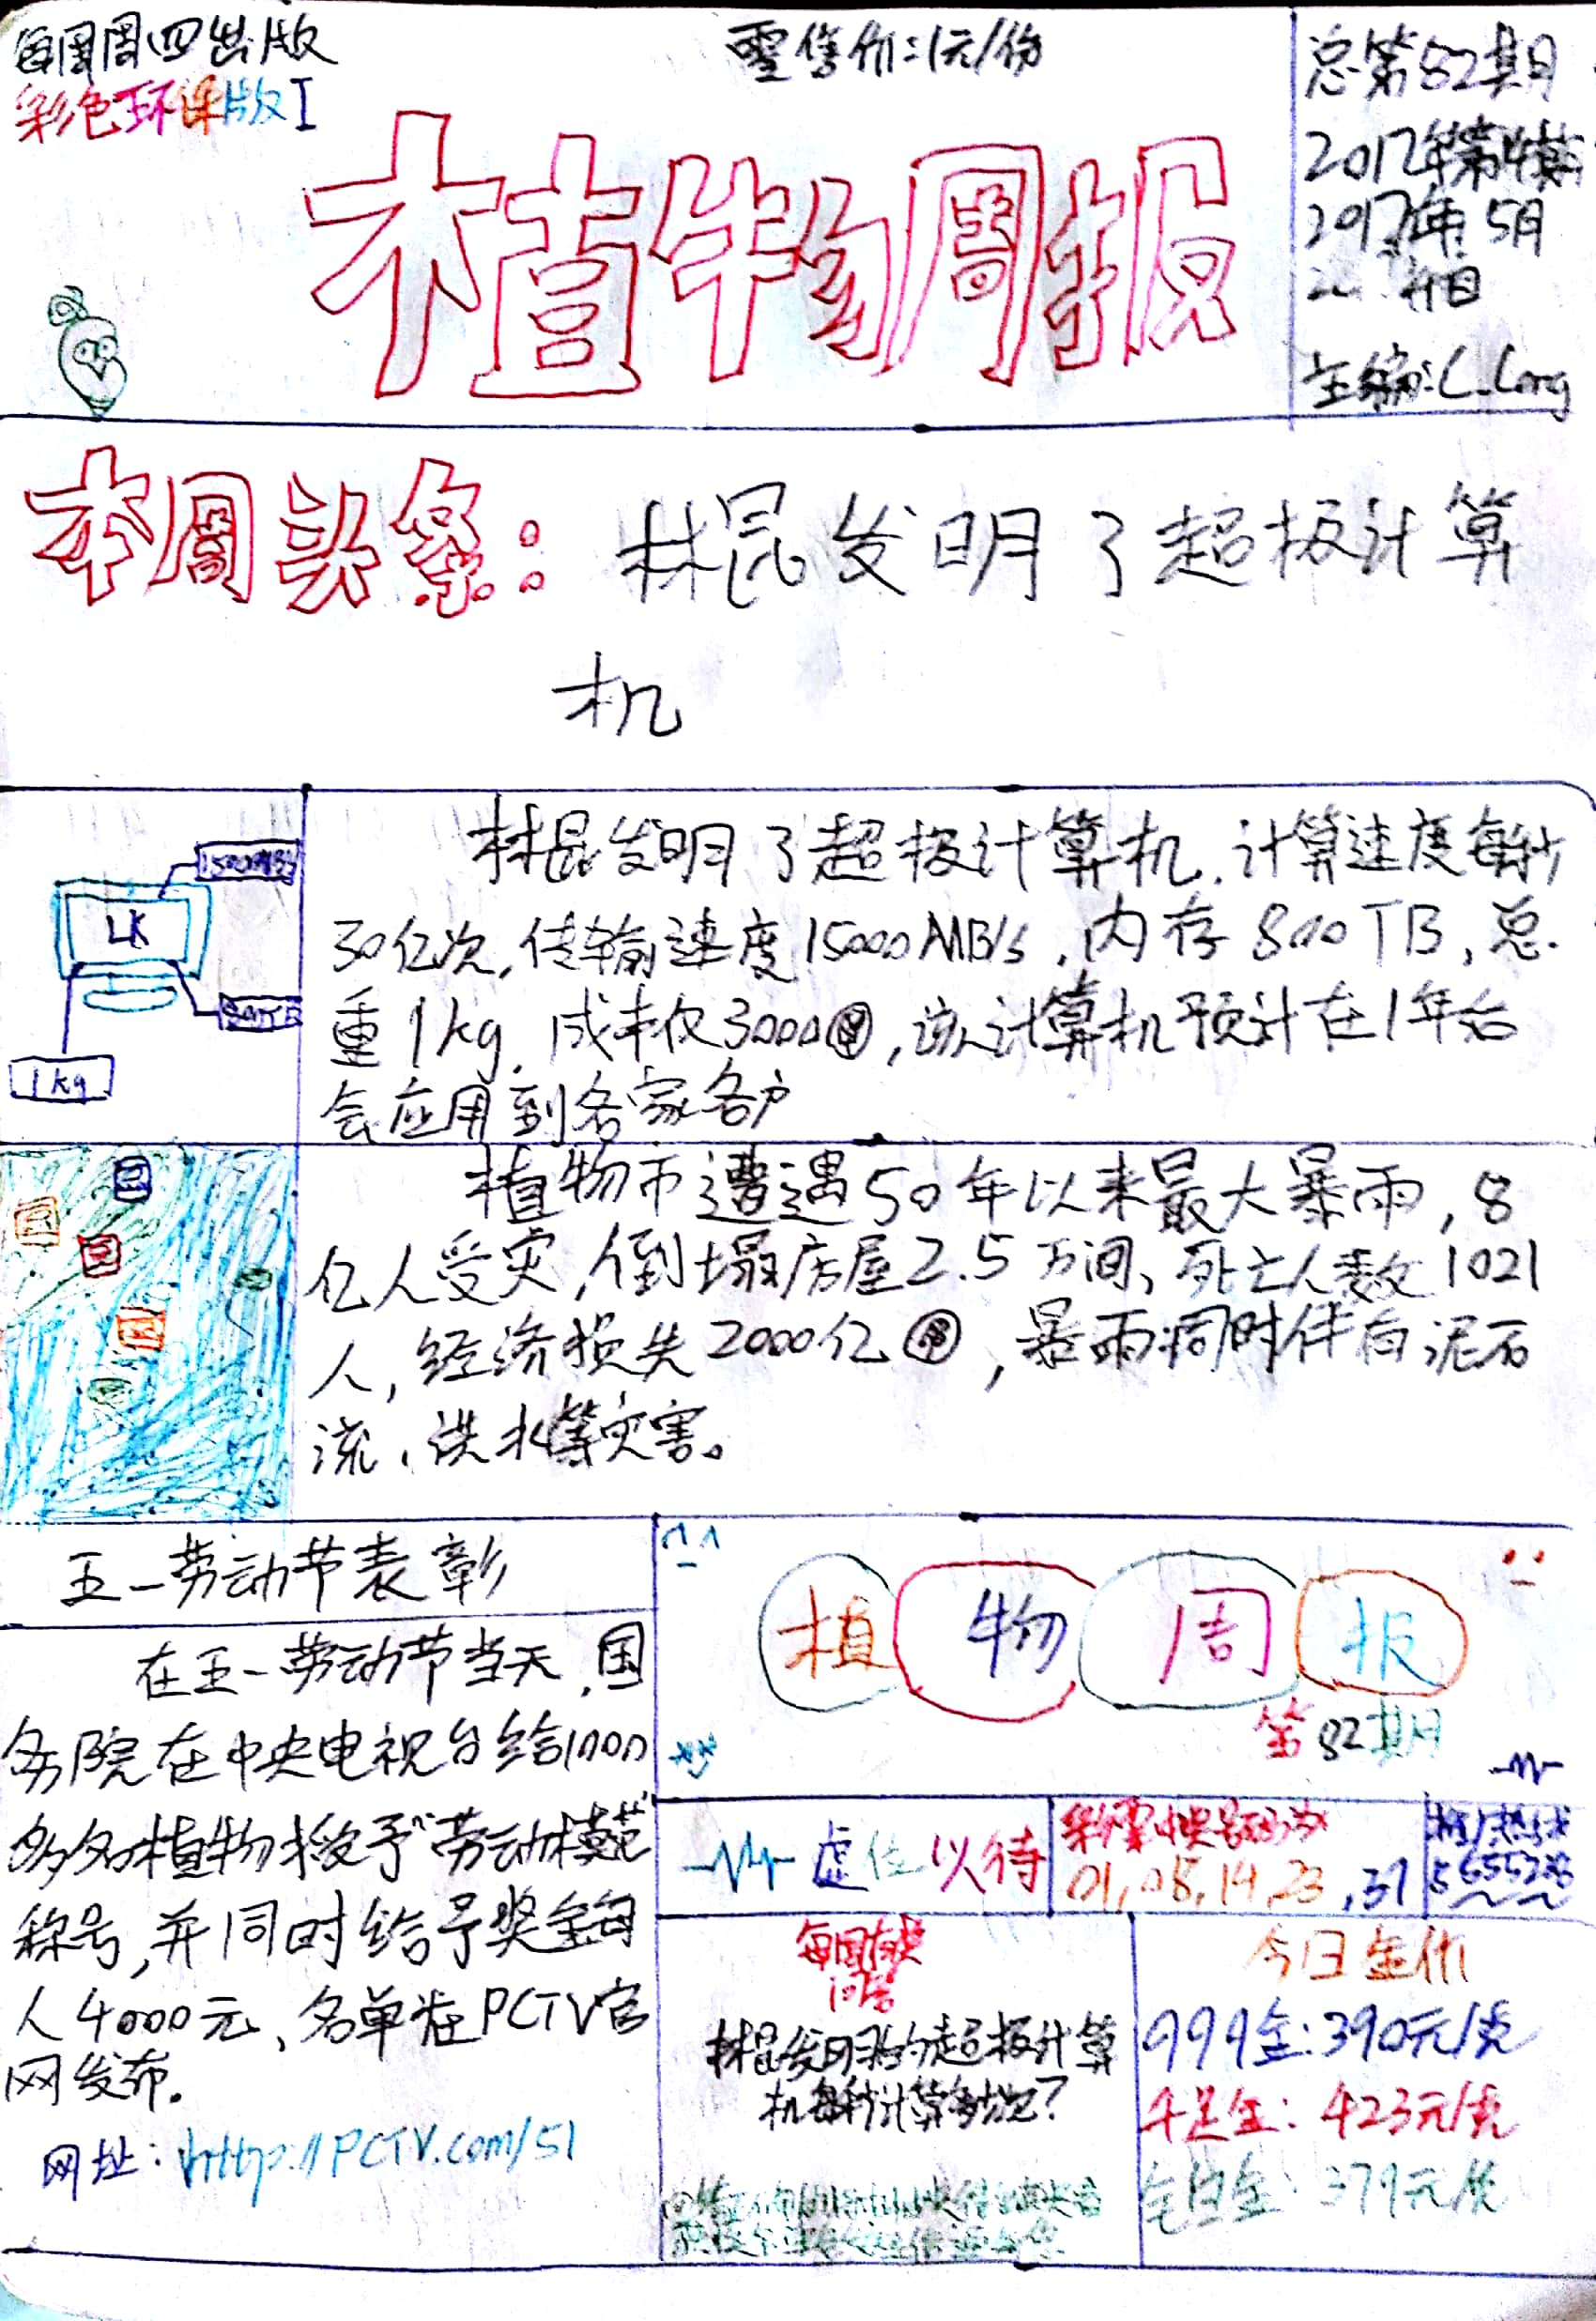 每周周四出版
彩色环保版I
零售价:1元/份
植物周报
总第82期
2017年第
2017年 5月
主编:L.Long
本周头条:林昆发明了超极计算
机
林昆发明了超极计算机.计算速度每秒
30亿次,传输速度15000MB/s,内存800TB,总
重1kg.成本仅3000,该计算机预计在1年后
会应用到各家各户
LK
1kg
植物市遭遇50年以来最大暴雨,8
亿人受灾,倒塌房屋2.5万间、死亡人数1021
人,经济损失2000亿,暴雨同时伴有泥石
流、洪水等灾害。
五一劳动节表彰
在五一劳动节当天,国
务院在中央电视台给1000
多名植物授予"劳动模范"
称号,并同时给予奖金每
人4000元、名单在PCTV官
网发布。
网址:http://PCTV.com/51
植物周报
第82期
虚位以待
彩票中奖号码为
01,08,19,23,37
每周有奖
问答
林昆发明的超极计算
机每秒计算多少次?
今日金价
999金:390元/克
千足金:423元/克
379元/克